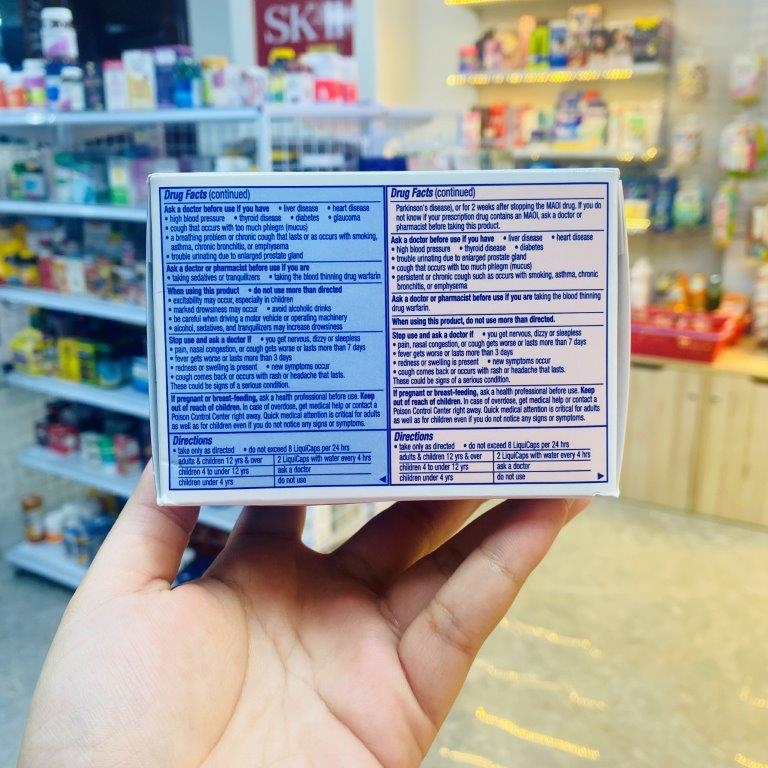 SK-II
Drug Facts (continued)
Ask a doctor before use if you have • liver disease • heart disease
• high blood pressure • thyroid disease • diabetes • glaucoma
• cough that occurs with too much phlegm (mucus)
• a breathing problem or chronic cough that lasts or as occurs with smoking,
asthma, chronic bronchitis, or emphysema
• trouble urinating due to enlarged prostate gland
Ask a doctor or pharmacist before use if you are
• taking sedatives or tranquilizers • taking the blood thinning drug warfarin
When using this product • do not use more than directed
• excitability may occur, especially in children
• marked drowsiness may occur • avoid alcoholic drinks
• be careful when driving a motor vehicle or operating machinery
• alcohol, sedatives, and tranquilizers may increase drowsiness
Stop use and ask a doctor if • you get nervous, dizzy or sleepless
• pain, nasal congestion, or cough gets worse or lasts more than 7 days
• fever gets worse or lasts more than 3 days
• redness or swelling is present • new symptoms occur
• cough comes back or occurs with rash or headache that lasts.
These could be signs of a serious condition.
If pregnant or breast-feeding, ask a health professional before use. Keep
out of reach of children. In case of overdose, get medical help or contact a
Poison Control Center right away. Quick medical attention is critical for adults
as well as for children even if you do not notice any signs or symptoms.
Directions
• take only as directed • do not exceed 8 LiquiCaps per 24 hrs
adults & children 12 yrs & over 2 LiquiCaps with water every 4 hrs
children 4 to under 12 yrs ask a doctor
children under 4 yrs do not use
Drug Facts (continued)
Parkinson's disease), or for 2 weeks after stopping the MAOI drug. If you do
not know if your prescription drug contains an MAOI, ask a doctor or
pharmacist before taking this product.
Ask a doctor before use if you have • liver disease • heart disease
• high blood pressure • thyroid disease • diabetes
• trouble urinating due to enlarged prostate gland
• cough that occurs with too much phlegm (mucus)
• persistent or chronic cough such as occurs with smoking, asthma, chronic
bronchitis, or emphysema
Ask a doctor or pharmacist before use if you are taking the blood thinning
drug warfarin.
When using this product, do not use more than directed.
Stop use and ask a doctor if • you get nervous, dizzy or sleepless
• pain, nasal congestion, or cough gets worse or lasts more than 7 days
• fever gets worse or lasts more than 3 days
• redness or swelling is present • new symptoms occur
• cough comes back or occurs with rash or headache that lasts.
These could be signs of a serious condition.
If pregnant or breast-feeding, ask a health professional before use. Keep
out of reach of children. In case of overdose, get medical help or contact a
Poison Control Center right away. Quick medical attention is critical for adults
as well as for children even if you do not notice any signs or symptoms.
Directions
• take only as directed • do not exceed 8 LiquiCaps per 24 hrs
adults & children 12 yrs & over 2 LiquiCaps with water every 4 hrs
children 4 to under 12 yrs ask a doctor
children under 4 yrs do not use